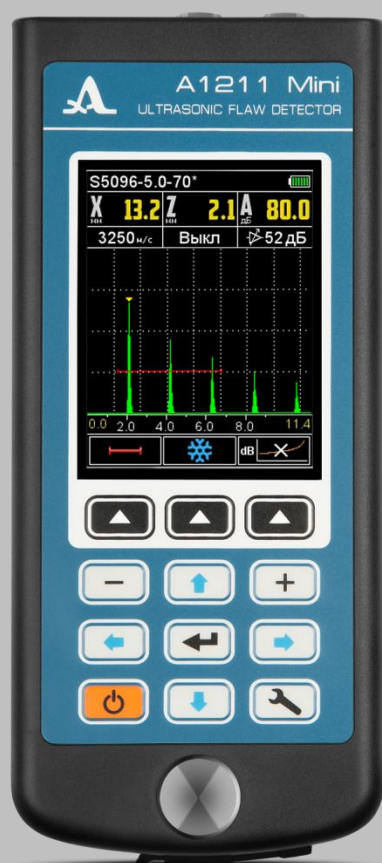 A1211 Mini
ULTRASONIC FLAW DETECTOR
S5096-5.0-70*
X мм 13.2 Z мм 2.1 A дБ 80.0
3250 м/с Выкл 52 дБ
0.0 2.0 4.0 6.0 8.0 11.4
dB